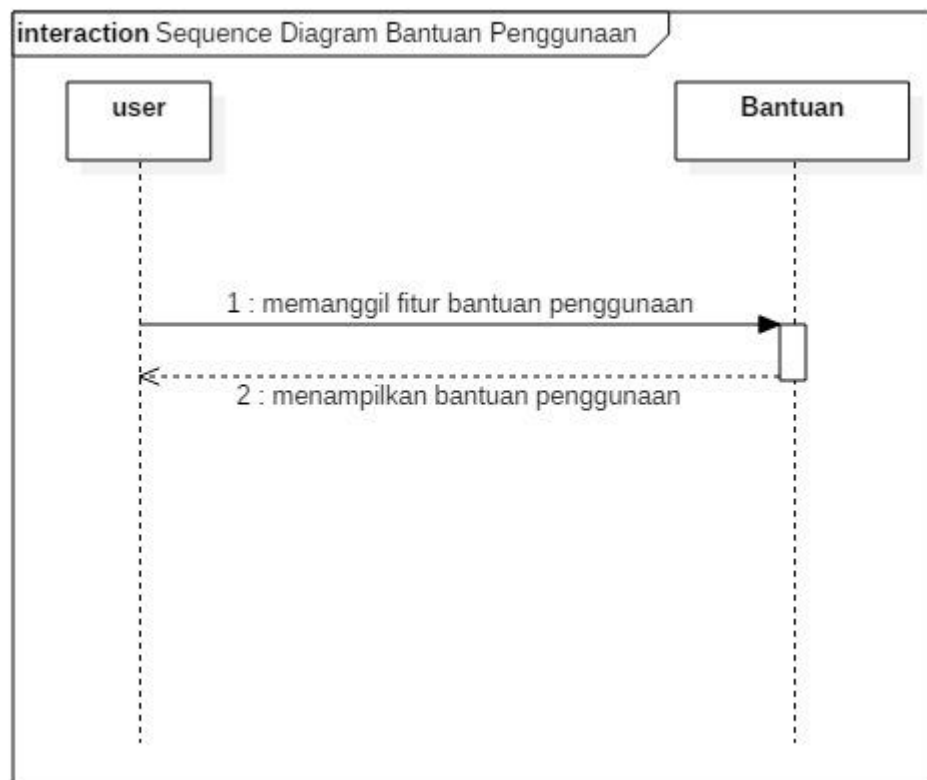 interaction Sequence Diagram Bantuan Penggunaan
user
Bantuan
1 : memanggil fitur bantuan penggunaan
2 : menampilkan bantuan penggunaan